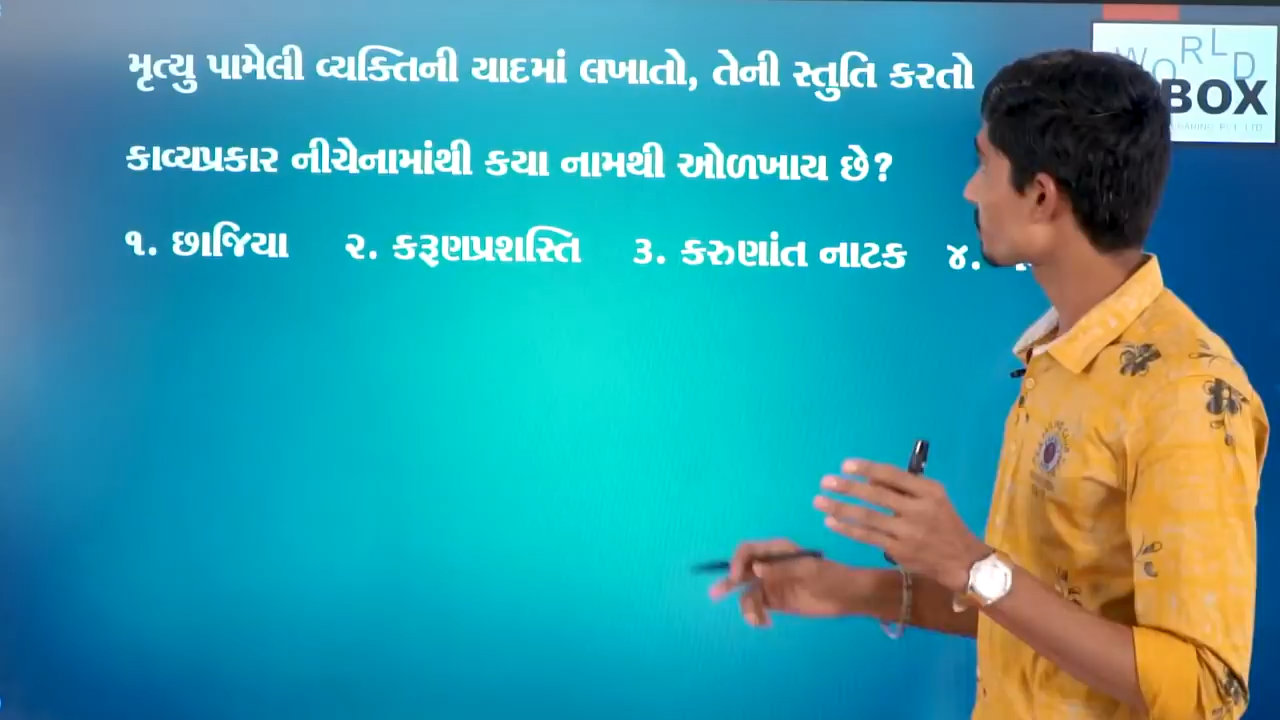 WORLD
BOX
મૃત્યુ પામેલી વ્યક્તિની યાદમાં લખાતો, તેની સ્તુતિ કરતો
કાવ્યપ્રકાર નીચેનામાંથી કયા નામથી ઓળખાય છે?
૧. છાજિયા ૨. કરૂણપ્રશસ્તિ ૩. કરુણાંત નાટક ૪.